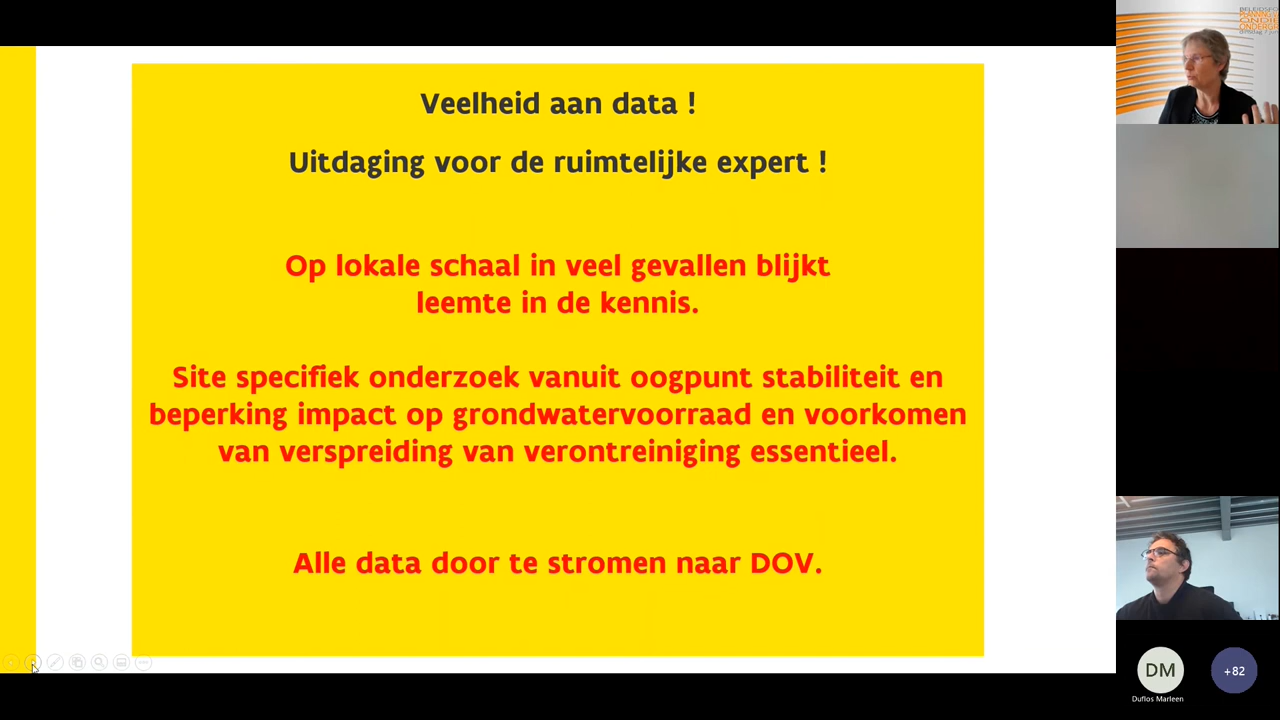 Veelheid aan data !
Uitdaging voor de ruimtelijke expert !
Op lokale schaal in veel gevallen blijkt
leemte in de kennis.
Site specifiek onderzoek vanuit oogpunt stabiliteit en
beperking impact op grondwatervoorraad en voorkomen
van verspreiding van verontreiniging essentieel.
Alle data door te stromen naar DOV.
DM
+82
Duflos Marleen